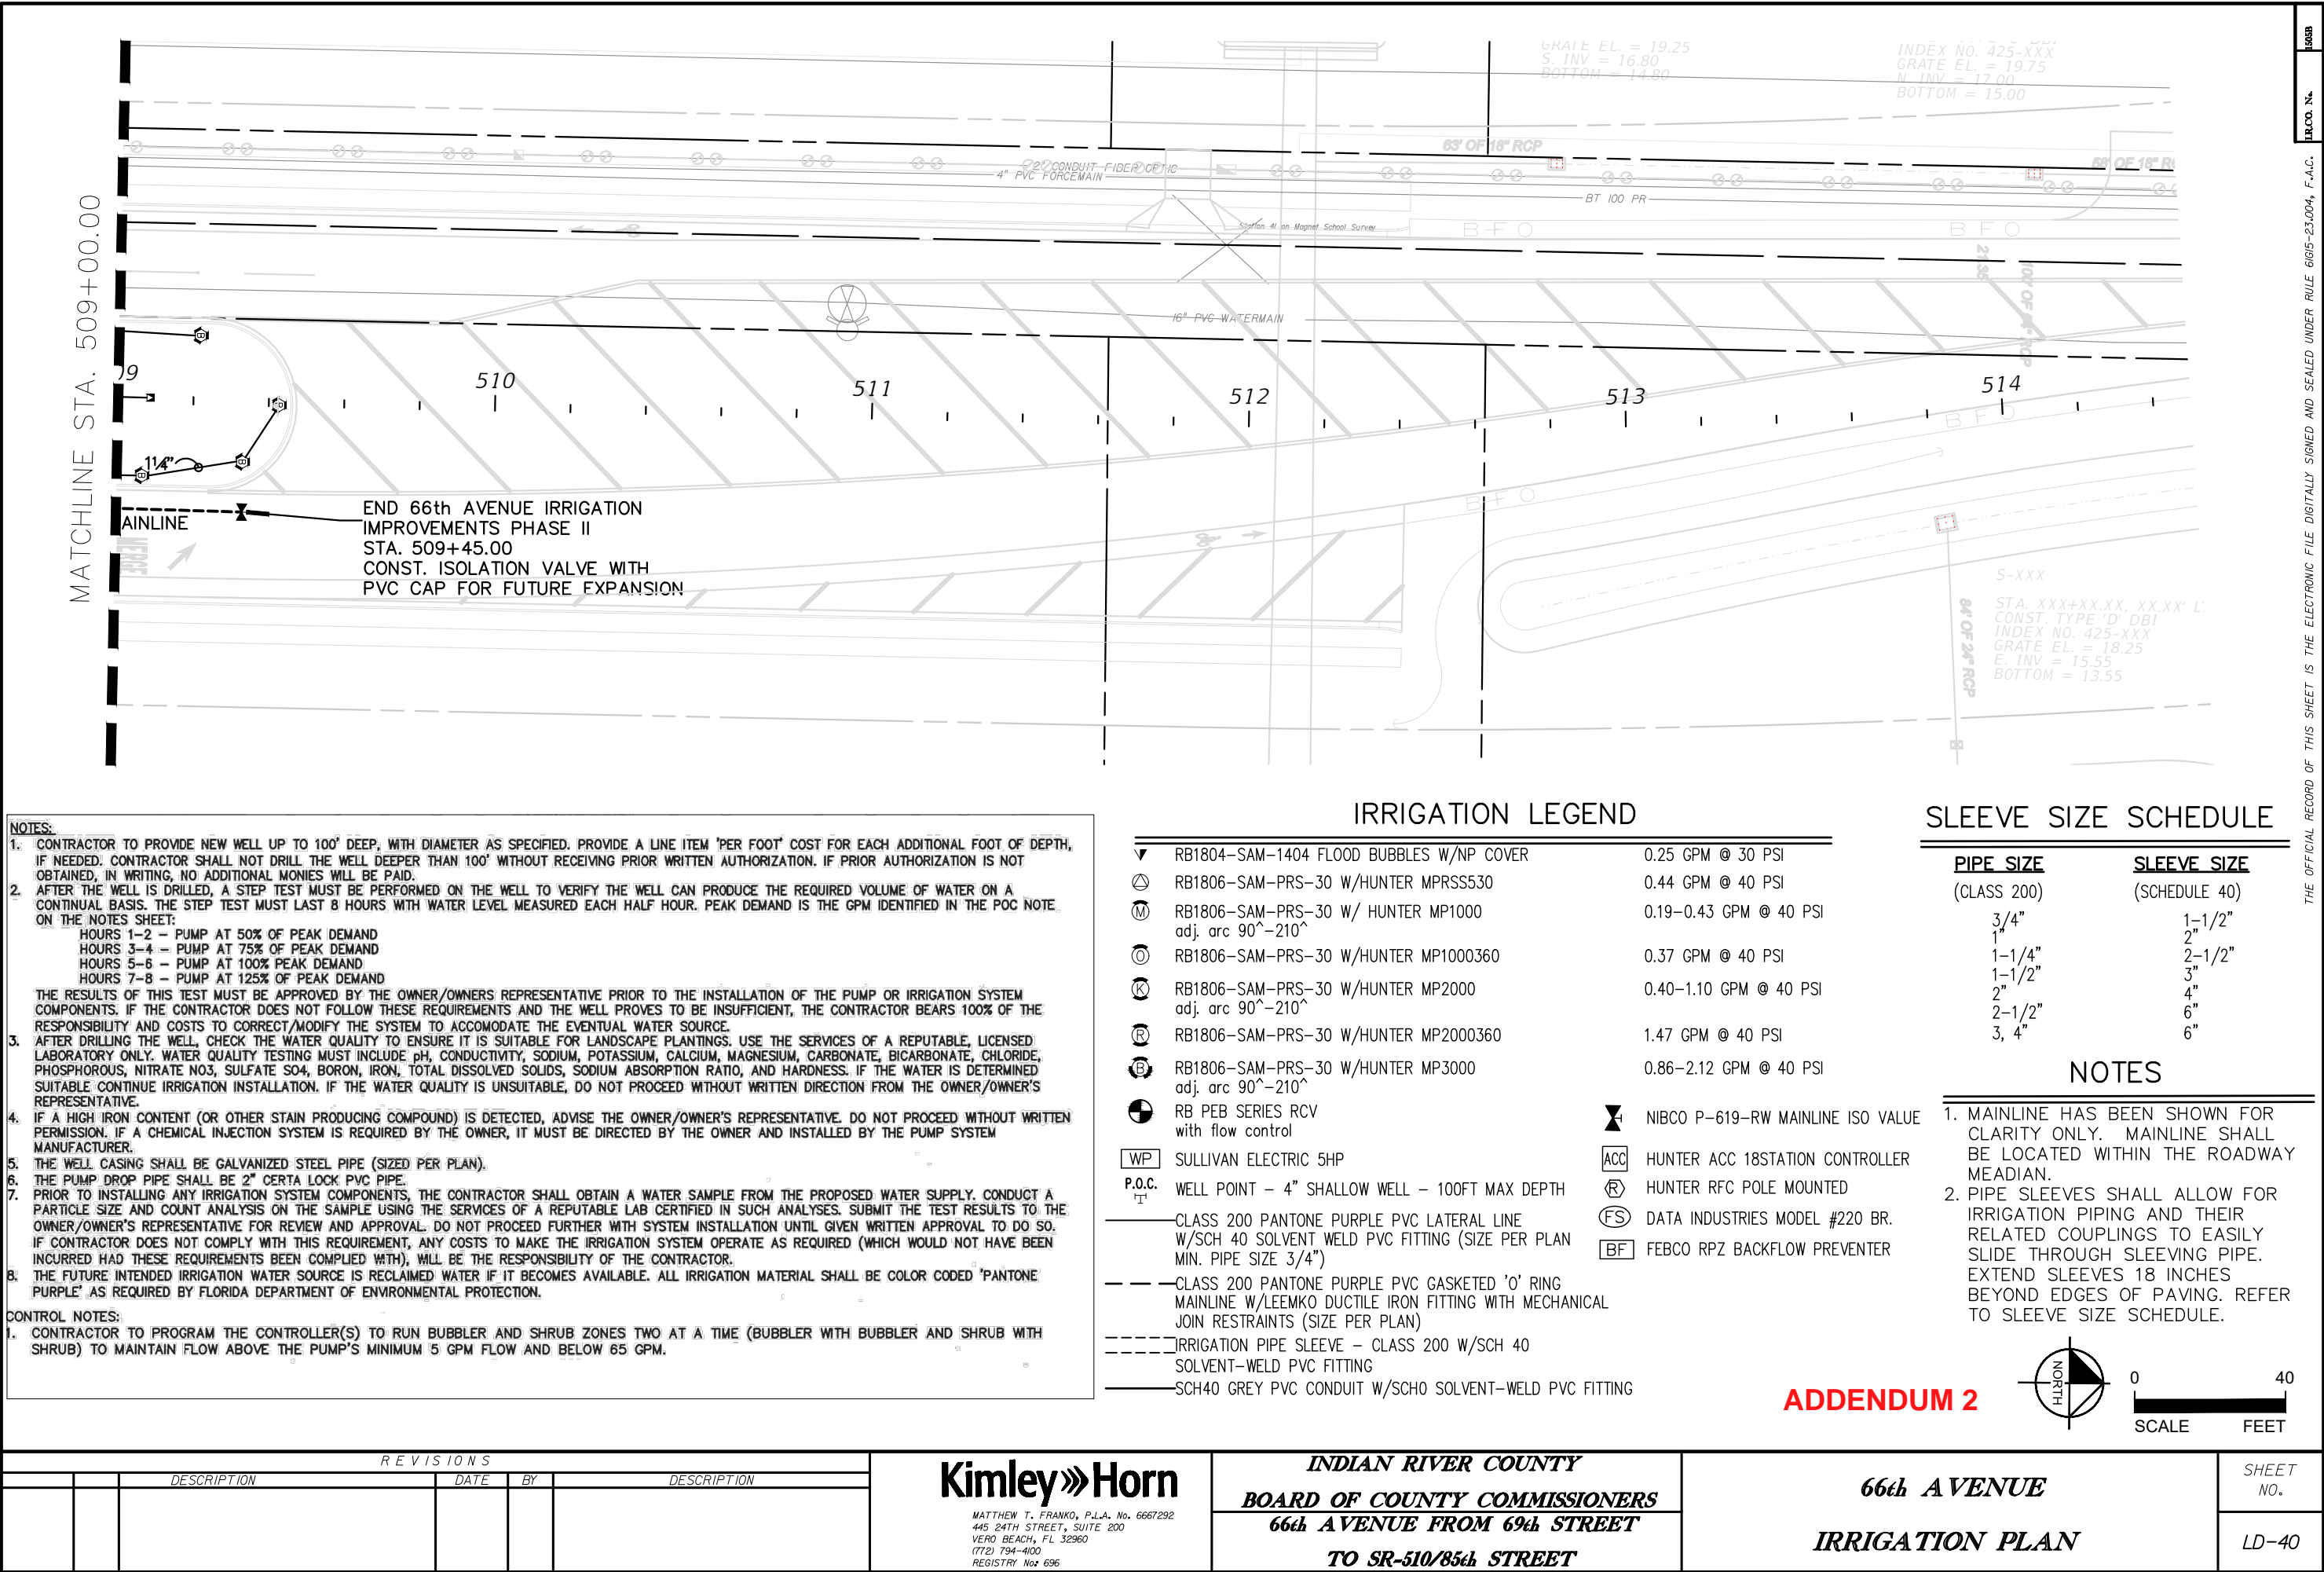 GRATE EL. = 19.25
S. INV = 16.80
BOTTOM = 14.80
INDEX NO. 425-XXX
GRATE EL. = 19.75
N. INV = 17.00
BOTTOM = 15.00
63' OF 18" RCP
2" CONDUIT FIBER OPTIC
4" PVC FORCEMAIN
BT 100 PR
Station 41 on Magnet School Survey
BFO
BFO
21.36
16" PVC WATERMAIN
MATCHLINE STA. 509+00.00
510
511
512
513
514
BFO
BFO
1 1/4"
AINLINE
MERGE
END 66th AVENUE IRRIGATION
IMPROVEMENTS PHASE II
STA. 509+45.00
CONST. ISOLATION VALVE WITH
PVC CAP FOR FUTURE EXPANSION
84' OF 24" RCP
S-XXX
STA. XXX+XX.XX, XX.XX' L
CONST. TYPE 'D' DBI
INDEX NO. 425-XXX
GRATE EL. = 18.25
E. INV = 15.55
BOTTOM = 13.55
I.R.CO. No.
THE OFFICIAL RECORD OF THIS SHEET IS THE ELECTRONIC FILE DIGITALLY SIGNED AND SEALED UNDER RULE 61G15-23.004, F.A.C.
NOTES:
1. CONTRACTOR TO PROVIDE NEW WELL UP TO 100' DEEP, WITH DIAMETER AS SPECIFIED. PROVIDE A LINE ITEM 'PER FOOT' COST FOR EACH ADDITIONAL FOOT OF DEPTH,
IF NEEDED. CONTRACTOR SHALL NOT DRILL THE WELL DEEPER THAN 100' WITHOUT RECEIVING PRIOR WRITTEN AUTHORIZATION. IF PRIOR AUTHORIZATION IS NOT
OBTAINED, IN WRITING, NO ADDITIONAL MONIES WILL BE PAID.
2. AFTER THE WELL IS DRILLED, A STEP TEST MUST BE PERFORMED ON THE WELL TO VERIFY THE WELL CAN PRODUCE THE REQUIRED VOLUME OF WATER ON A
CONTINUAL BASIS. THE STEP TEST MUST LAST 8 HOURS WITH WATER LEVEL MEASURED EACH HALF HOUR. PEAK DEMAND IS THE GPM IDENTIFIED IN THE POC NOTE
ON THE NOTES SHEET:
HOURS 1-2 - PUMP AT 50% OF PEAK DEMAND
HOURS 3-4 - PUMP AT 75% OF PEAK DEMAND
HOURS 5-6 - PUMP AT 100% PEAK DEMAND
HOURS 7-8 - PUMP AT 125% OF PEAK DEMAND
THE RESULTS OF THIS TEST MUST BE APPROVED BY THE OWNER/OWNERS REPRESENTATIVE PRIOR TO THE INSTALLATION OF THE PUMP OR IRRIGATION SYSTEM
COMPONENTS. IF THE CONTRACTOR DOES NOT FOLLOW THESE REQUIREMENTS AND THE WELL PROVES TO BE INSUFFICIENT, THE CONTRACTOR BEARS 100% OF THE
RESPONSIBILITY AND COSTS TO CORRECT/MODIFY THE SYSTEM TO ACCOMODATE THE EVENTUAL WATER SOURCE.
3. AFTER DRILLING THE WELL, CHECK THE WATER QUALITY TO ENSURE IT IS SUITABLE FOR LANDSCAPE PLANTINGS. USE THE SERVICES OF A REPUTABLE, LICENSED
LABORATORY ONLY. WATER QUALITY TESTING MUST INCLUDE pH, CONDUCTIVITY, SODIUM, POTASSIUM, CALCIUM, MAGNESIUM, CARBONATE, BICARBONATE, CHLORIDE,
PHOSPHOROUS, NITRATE NO3, SULFATE SO4, BORON, IRON, TOTAL DISSOLVED SOLIDS, SODIUM ABSORPTION RATIO, AND HARDNESS. IF THE WATER IS DETERMINED
SUITABLE CONTINUE IRRIGATION INSTALLATION. IF THE WATER QUALITY IS UNSUITABLE, DO NOT PROCEED WITHOUT WRITTEN DIRECTION FROM THE OWNER/OWNER'S
REPRESENTATIVE.
4. IF A HIGH IRON CONTENT (OR OTHER STAIN PRODUCING COMPOUND) IS DETECTED, ADVISE THE OWNER/OWNER'S REPRESENTATIVE. DO NOT PROCEED WITHOUT WRITTEN
PERMISSION. IF A CHEMICAL INJECTION SYSTEM IS REQUIRED BY THE OWNER, IT MUST BE DIRECTED BY THE OWNER AND INSTALLED BY THE PUMP SYSTEM
MANUFACTURER.
5. THE WELL CASING SHALL BE GALVANIZED STEEL PIPE (SIZED PER PLAN).
6. THE PUMP DROP PIPE SHALL BE 2" CERTA LOCK PVC PIPE.
7. PRIOR TO INSTALLING ANY IRRIGATION SYSTEM COMPONENTS, THE CONTRACTOR SHALL OBTAIN A WATER SAMPLE FROM THE PROPOSED WATER SUPPLY. CONDUCT A
PARTICLE SIZE AND COUNT ANALYSIS ON THE SAMPLE USING THE SERVICES OF A REPUTABLE LAB CERTIFIED IN SUCH ANALYSES. SUBMIT THE TEST RESULTS TO THE
OWNER/OWNER'S REPRESENTATIVE FOR REVIEW AND APPROVAL. DO NOT PROCEED FURTHER WITH SYSTEM INSTALLATION UNTIL GIVEN WRITTEN APPROVAL TO DO SO.
IF CONTRACTOR DOES NOT COMPLY WITH THIS REQUIREMENT, ANY COSTS TO MAKE THE IRRIGATION SYSTEM OPERATE AS REQUIRED (WHICH WOULD NOT HAVE BEEN
INCURRED HAD THESE REQUIREMENTS BEEN COMPLIED WITH), WILL BE THE RESPONSIBILITY OF THE CONTRACTOR.
8. THE FUTURE INTENDED IRRIGATION WATER SOURCE IS RECLAIMED WATER IF IT BECOMES AVAILABLE. ALL IRRIGATION MATERIAL SHALL BE COLOR CODED 'PANTONE
PURPLE' AS REQUIRED BY FLORIDA DEPARTMENT OF ENVIRONMENTAL PROTECTION.
CONTROL NOTES:
1. CONTRACTOR TO PROGRAM THE CONTROLLER(S) TO RUN BUBBLER AND SHRUB ZONES TWO AT A TIME (BUBBLER WITH BUBBLER AND SHRUB WITH
SHRUB) TO MAINTAIN FLOW ABOVE THE PUMP'S MINIMUM 5 GPM FLOW AND BELOW 65 GPM.
IRRIGATION LEGEND
RB1804-SAM-1404 FLOOD BUBBLES W/NP COVER 0.25 GPM @ 30 PSI
RB1806-SAM-PRS-30 W/HUNTER MPRSS530 0.44 GPM @ 40 PSI
M RB1806-SAM-PRS-30 W/ HUNTER MP1000 0.19-0.43 GPM @ 40 PSI
adj. arc 90^-210^
O RB1806-SAM-PRS-30 W/HUNTER MP1000360 0.37 GPM @ 40 PSI
K RB1806-SAM-PRS-30 W/HUNTER MP2000 0.40-1.10 GPM @ 40 PSI
adj. arc 90^-210^
R RB1806-SAM-PRS-30 W/HUNTER MP2000360 1.47 GPM @ 40 PSI
B RB1806-SAM-PRS-30 W/HUNTER MP3000 0.86-2.12 GPM @ 40 PSI
adj. arc 90^-210^
RB PEB SERIES RCV
with flow control
WP SULLIVAN ELECTRIC 5HP
P.O.C. WELL POINT - 4" SHALLOW WELL - 100FT MAX DEPTH
CLASS 200 PANTONE PURPLE PVC LATERAL LINE
W/SCH 40 SOLVENT WELD PVC FITTING (SIZE PER PLAN
MIN. PIPE SIZE 3/4")
CLASS 200 PANTONE PURPLE PVC GASKETED 'O' RING
MAINLINE W/LEEMKO DUCTILE IRON FITTING WITH MECHANICAL
JOIN RESTRAINTS (SIZE PER PLAN)
IRRIGATION PIPE SLEEVE - CLASS 200 W/SCH 40
SOLVENT-WELD PVC FITTING
SCH40 GREY PVC CONDUIT W/SCH0 SOLVENT-WELD PVC FITTING
NIBCO P-619-RW MAINLINE ISO VALUE
ACC HUNTER ACC 18STATION CONTROLLER
R HUNTER RFC POLE MOUNTED
FS DATA INDUSTRIES MODEL #220 BR.
BF FEBCO RPZ BACKFLOW PREVENTER
SLEEVE SIZE SCHEDULE
PIPE SIZE SLEEVE SIZE
(CLASS 200) (SCHEDULE 40)
3/4" 1-1/2"
1" 2"
1-1/4" 2-1/2"
1-1/2" 3"
2" 4"
2-1/2" 6"
3, 4" 6"
NOTES
1. MAINLINE HAS BEEN SHOWN FOR
CLARITY ONLY. MAINLINE SHALL
BE LOCATED WITHIN THE ROADWAY
MEADIAN.
2. PIPE SLEEVES SHALL ALLOW FOR
IRRIGATION PIPING AND THEIR
RELATED COUPLINGS TO EASILY
SLIDE THROUGH SLEEVING PIPE.
EXTEND SLEEVES 18 INCHES
BEYOND EDGES OF PAVING. REFER
TO SLEEVE SIZE SCHEDULE.
ADDENDUM 2
NORTH
0 40
SCALE FEET
REVISIONS
DESCRIPTION DATE BY DESCRIPTION
Kimley»Horn
MATTHEW T. FRANKO, P.L.A. No. 6667292
445 24TH STREET, SUITE 200
VERO BEACH, FL 32960
(772) 794-4100
REGISTRY No: 696
INDIAN RIVER COUNTY
BOARD OF COUNTY COMMISSIONERS
66th AVENUE FROM 69th STREET
TO SR-510/85th STREET
66th AVENUE
IRRIGATION PLAN
SHEET
NO.
LD-40